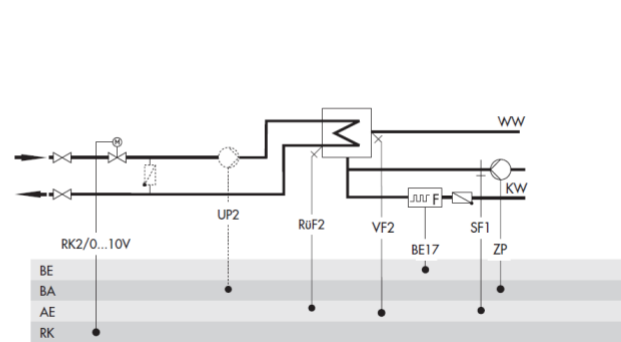 WW
KW
UP2
RüF2
VF2
SF1
RK2/0...10V
BE17
ZP
M
F
BE
BA
AE
RK